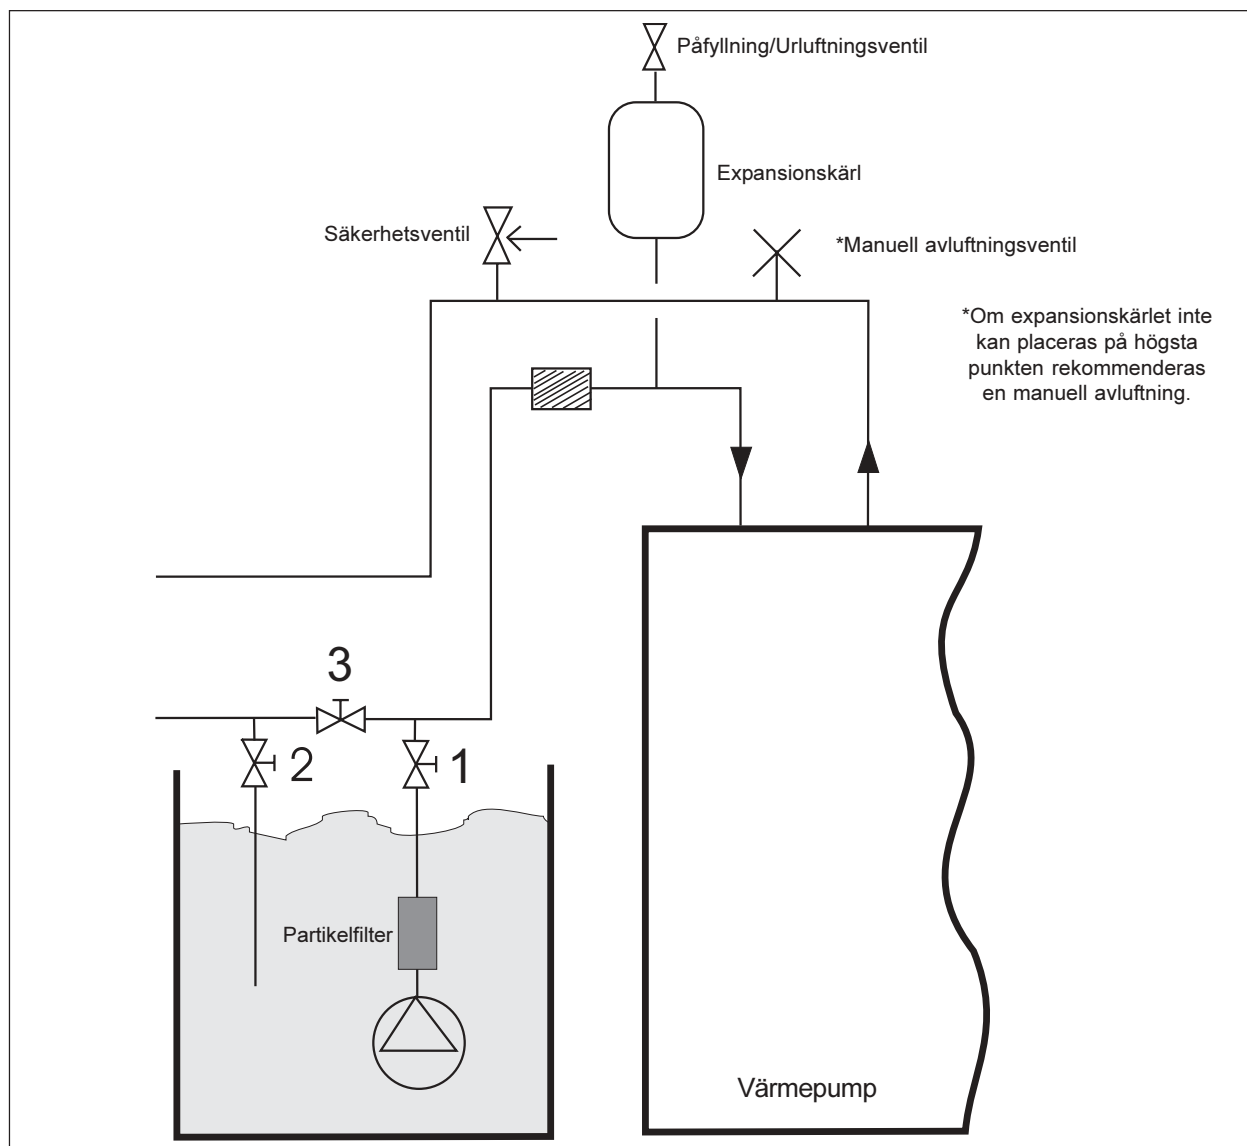 Påfyllning/Urluftningsventil
Expansionskärl
Säkerhetsventil
*Manuell avluftningsventil
*Om expansionskärlet inte
kan placeras på högsta
punkten rekommenderas
en manuell avluftning.
3
2
1
Partikelfilter
Värmepump